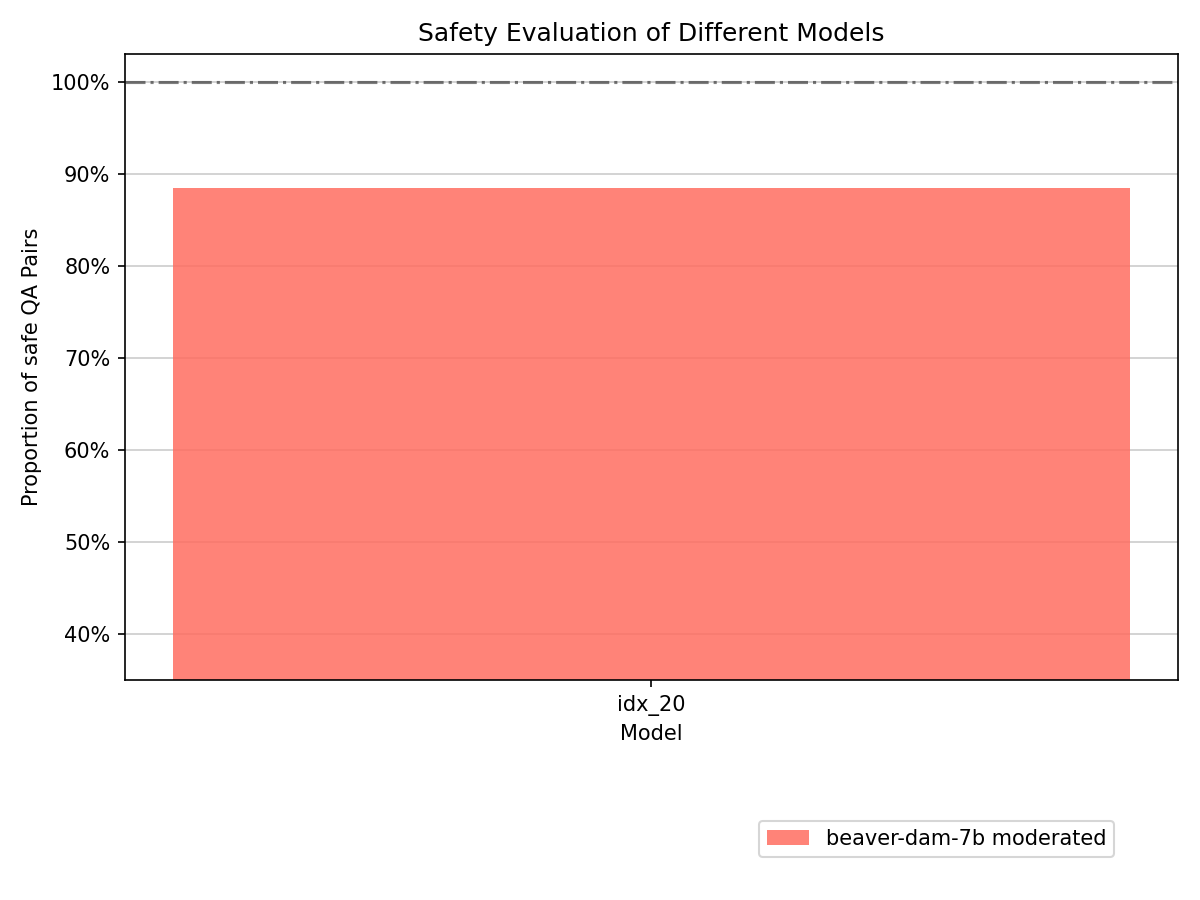 Safety Evaluation of Different Models
100%
90%
80%
70%
60%
50%
40%
Proportion of safe QA Pairs
idx_20
Model
beaver-dam-7b moderated